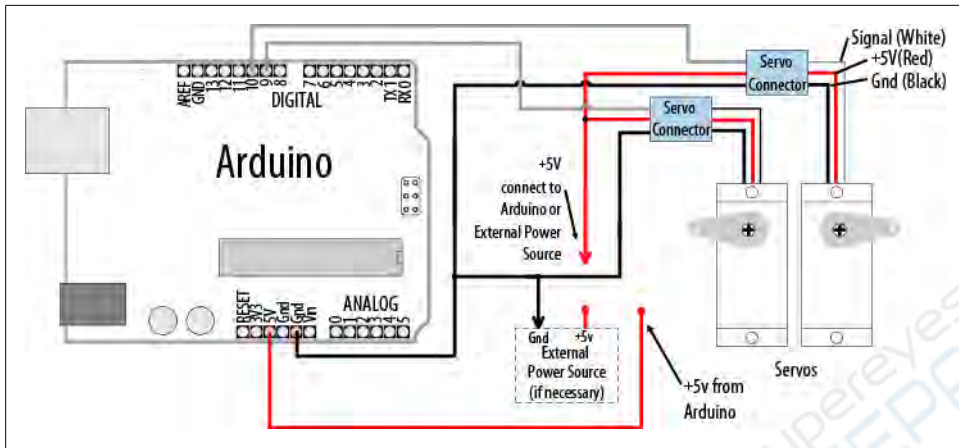 Signal (White)
+5V(Red)
Gnd (Black)
Servo
Connector
Servo
Connector
AREF
GND
13
12
11
10
9
8
7
6
5
4
3
2
TX 1
RX 0
DIGITAL
Arduino
+5V
connect to
Arduino or
External Power
Source
RESET
3V3
5V
Gnd
Gnd
Vin
ANALOG
0
1
2
3
4
5
Gnd
+5v
External
Power Source
(if necessary)
+5v from
Arduino
Servos